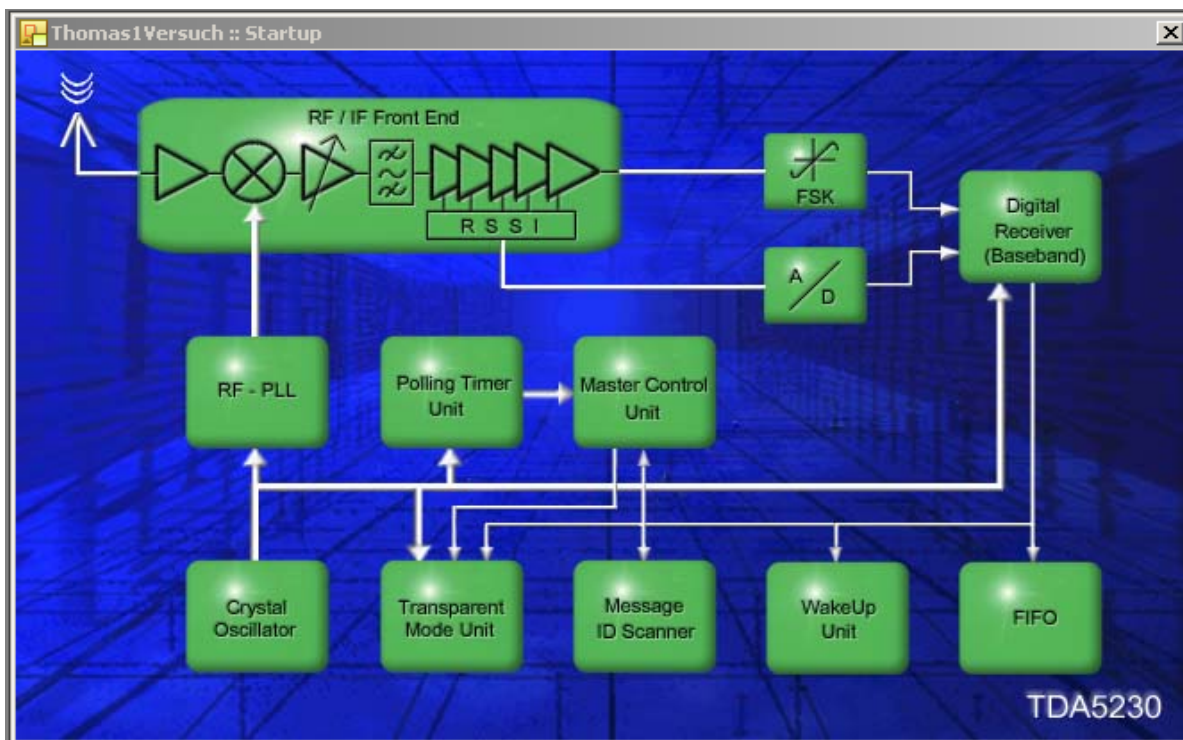 Thomas1Versuch :: Startup
RF / IF Front End
R S S I
FSK
A
D
Digital
Receiver
(Baseband)
RF - PLL
Polling Timer
Unit
Master Control
Unit
Crystal
Oscillator
Transparent
Mode Unit
Message
ID Scanner
WakeUp
Unit
FIFO
TDA5230